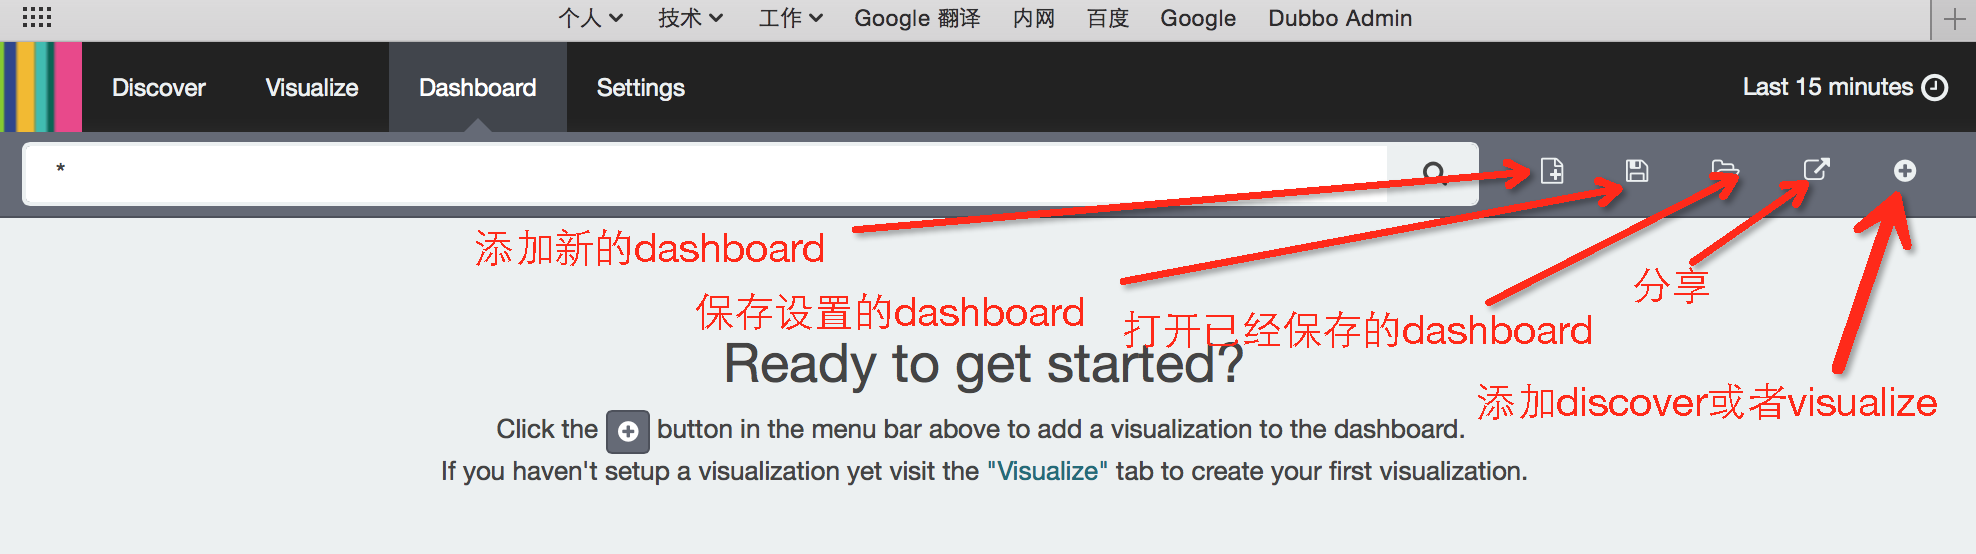 个人 技术 工作 Google 翻译 内网 百度 Google Dubbo Admin
Discover Visualize Dashboard Settings Last 15 minutes
*
添加新的dashboard
分享
保存设置的dashboard
打开已经保存的dashboard
Ready to get started?
添加discover或者visualize
Click the button in the menu bar above to add a visualization to the dashboard.
If you haven't setup a visualization yet visit the "Visualize" tab to create your first visualization.